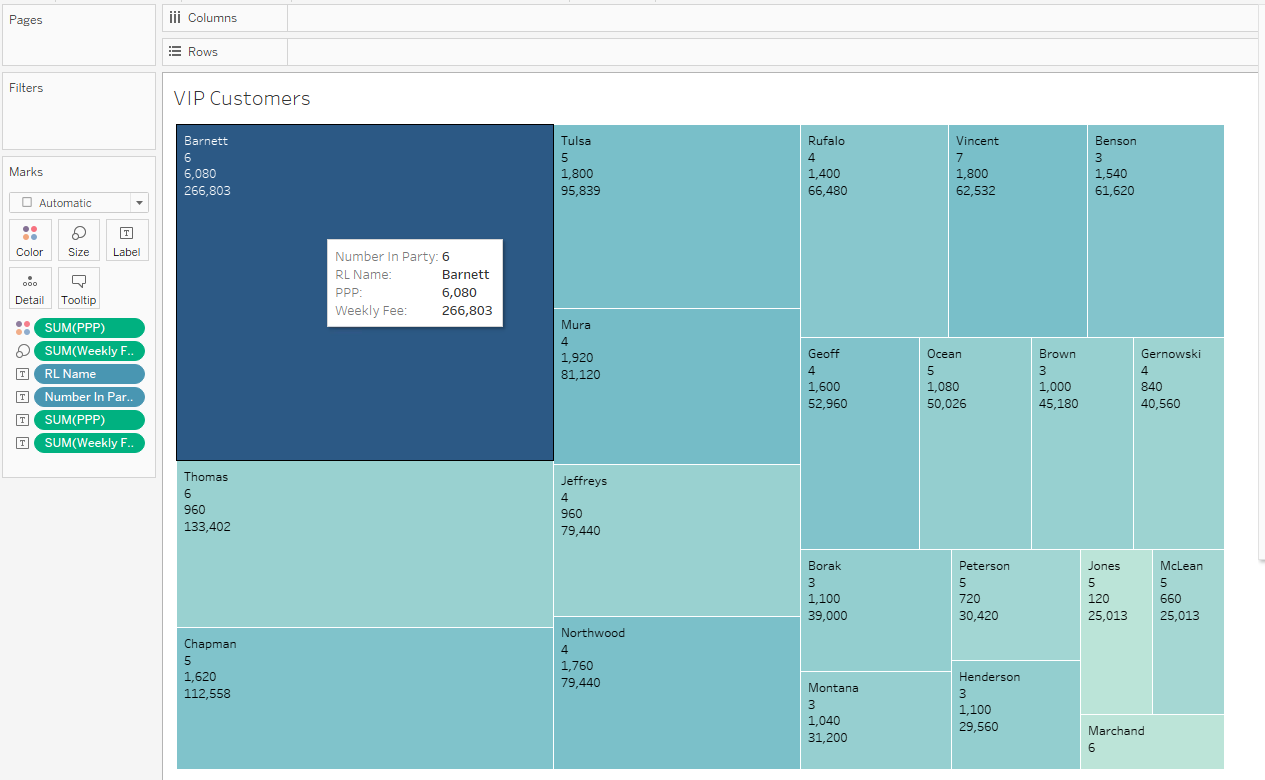 Pages
Columns
Rows
Filters
Marks
Automatic
Color
Size
Label
Detail
Tooltip
SUM(PPP)
SUM(Weekly F..
RL Name
Number In Par..
SUM(PPP)
SUM(Weekly F..
VIP Customers
Barnett
6
6,080
266,803
Number In Party: 6
RL Name: Barnett
PPP: 6,080
Weekly Fee: 266,803
Thomas
6
960
133,402
Chapman
5
1,620
112,558
Tulsa
5
1,800
95,839
Mura
4
1,920
81,120
Jeffreys
4
960
79,440
Northwood
4
1,760
79,440
Rufalo
4
1,400
66,480
Vincent
7
1,800
62,532
Benson
3
1,540
61,620
Geoff
4
1,600
52,960
Ocean
5
1,080
50,026
Brown
3
1,000
45,180
Gernowski
4
840
40,560
Borak
3
1,100
39,000
Montana
3
1,040
31,200
Peterson
5
720
30,420
Henderson
3
1,100
29,560
Jones
5
120
25,013
McLean
5
660
25,013
Marchand
6